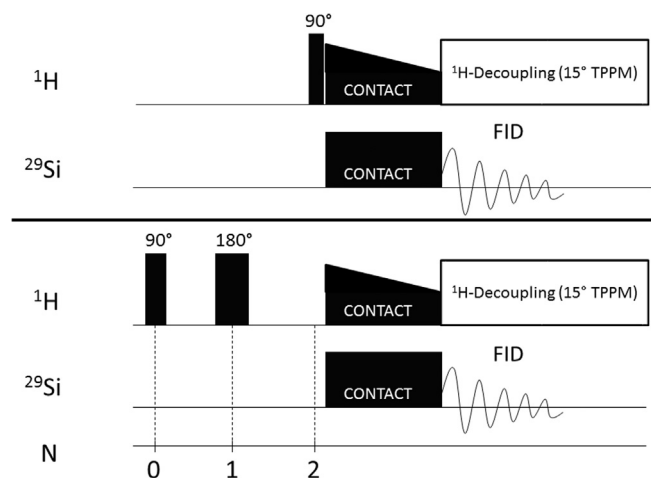 90°
¹H
CONTACT
¹H-Decoupling (15° TPPM)
FID
²⁹Si
CONTACT
90° 180°
¹H
CONTACT
¹H-Decoupling (15° TPPM)
FID
²⁹Si
CONTACT
N
0 1 2